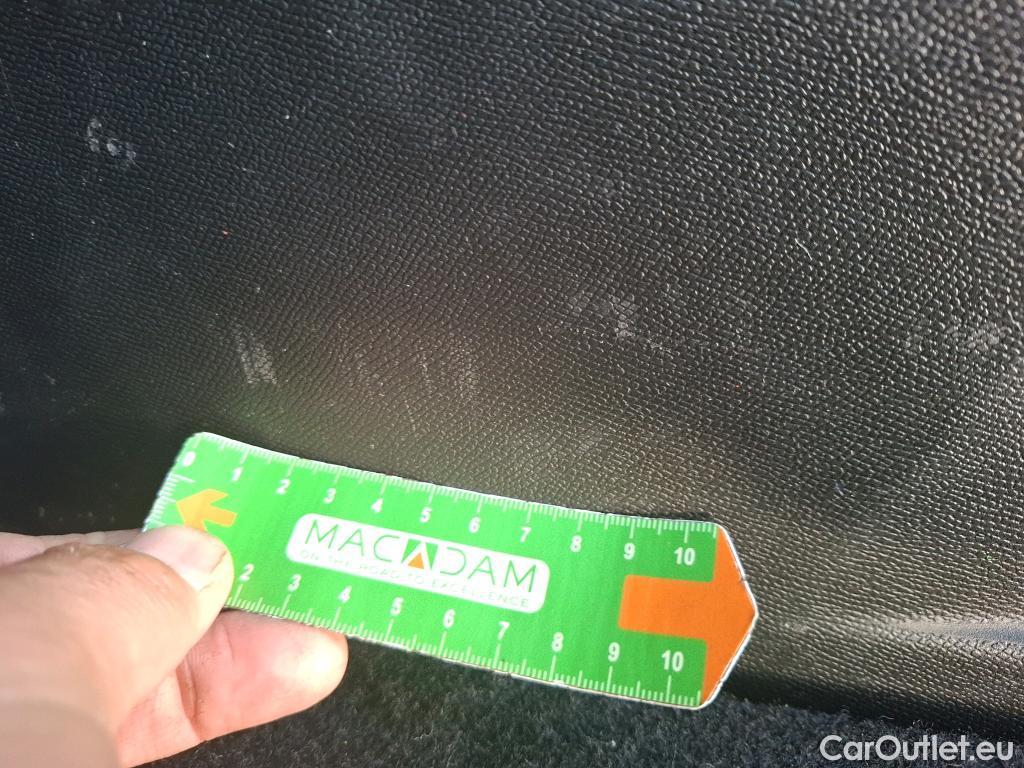 0 1 2 3 4 5 6 7 8 9 10
MACADAM
ON THE ROAD TO EXCELLENCE
2 3 4 5 6 7 8 9 10
CarOutlet.eu